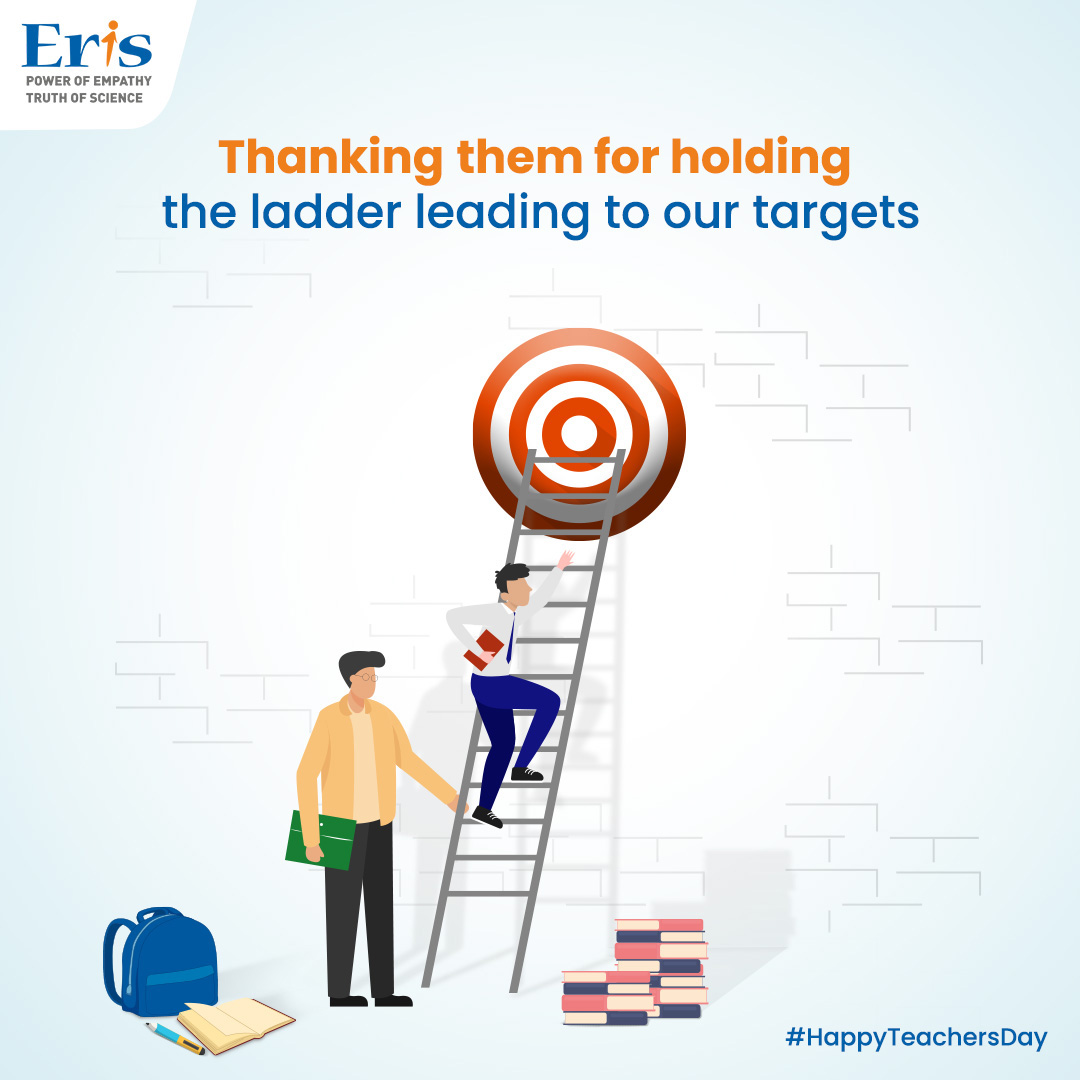 Eris
POWER OF EMPATHY
TRUTH OF SCIENCE
Thanking them for holding
the ladder leading to our targets
#HappyTeachersDay